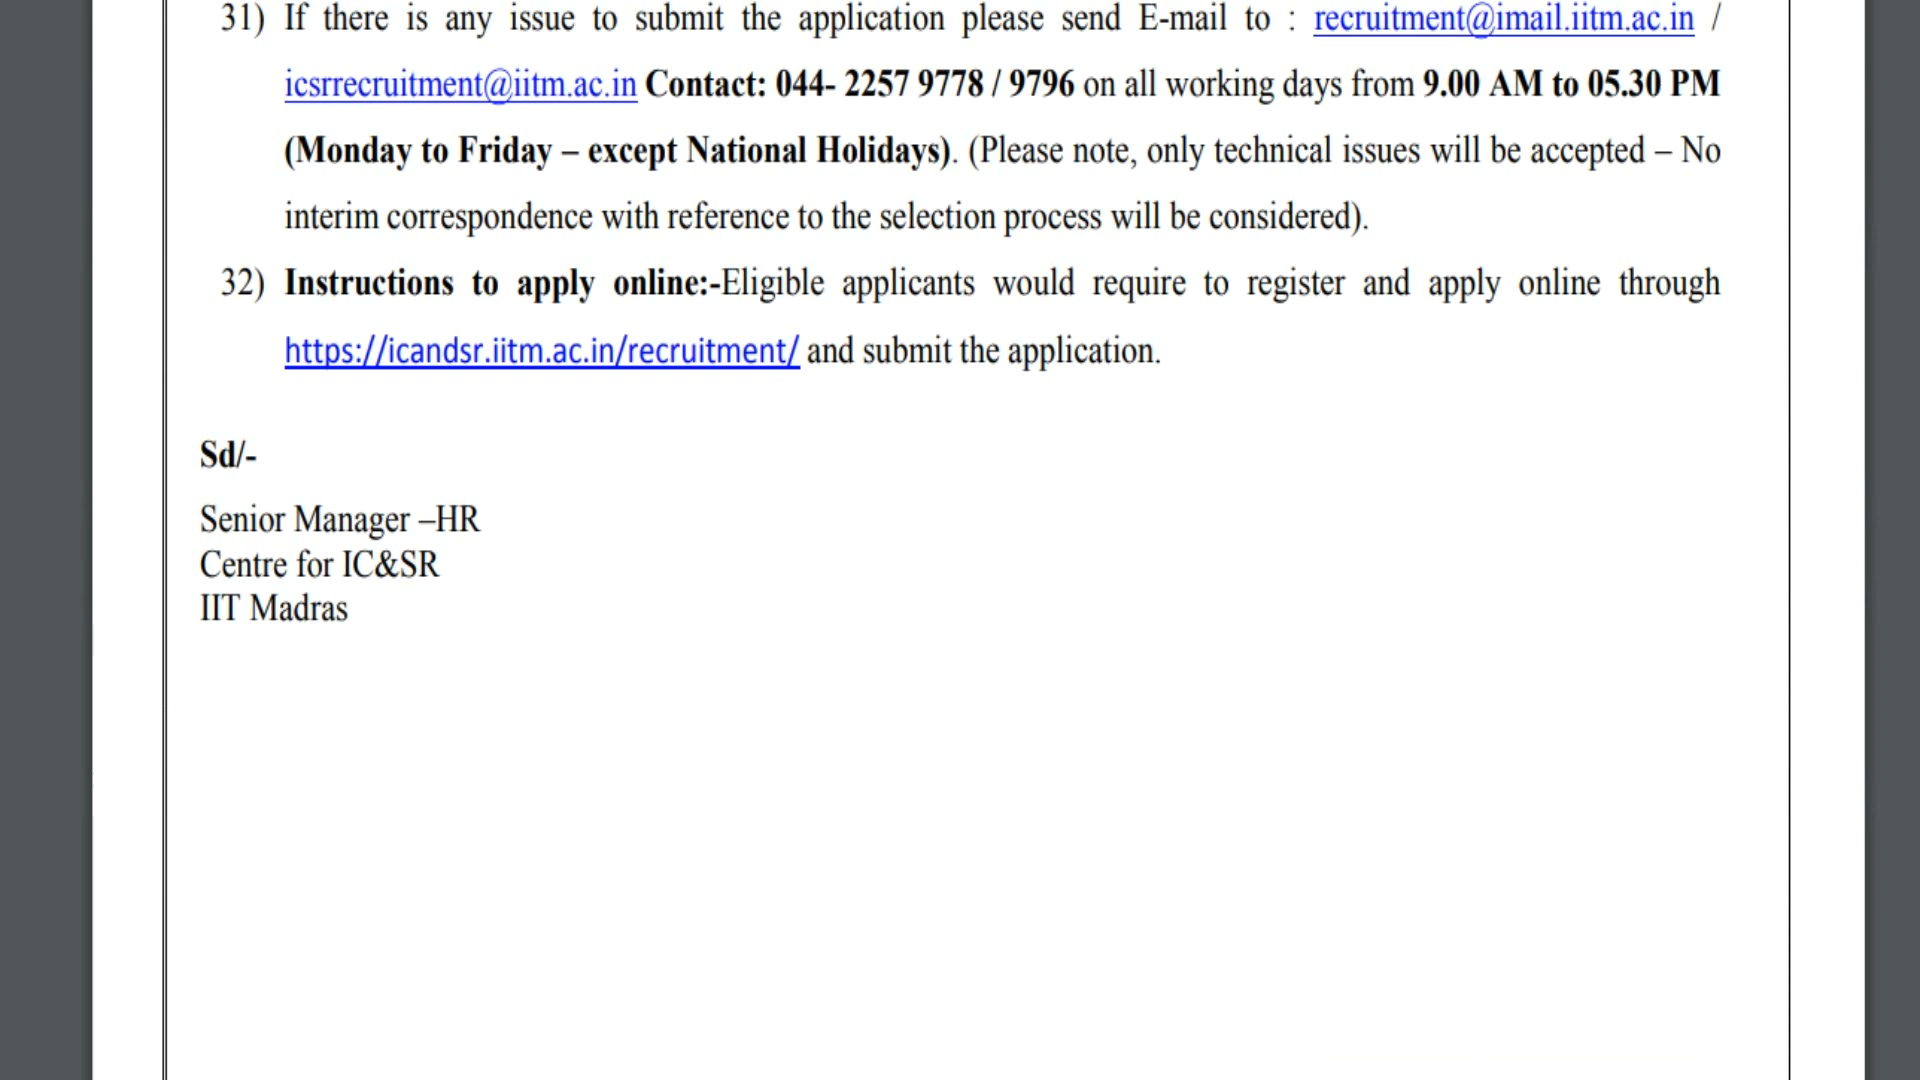 31) If there is any issue to submit the application please send E-mail to : recruitment@imail.iitm.ac.in /
icsrrecruitment@iitm.ac.in Contact: 044- 2257 9778 / 9796 on all working days from 9.00 AM to 05.30 PM
(Monday to Friday – except National Holidays). (Please note, only technical issues will be accepted – No
interim correspondence with reference to the selection process will be considered).
32) Instructions to apply online:-Eligible applicants would require to register and apply online through
https://icandsr.iitm.ac.in/recruitment/ and submit the application.
Sd/-
Senior Manager –HR
Centre for IC&SR
IIT Madras